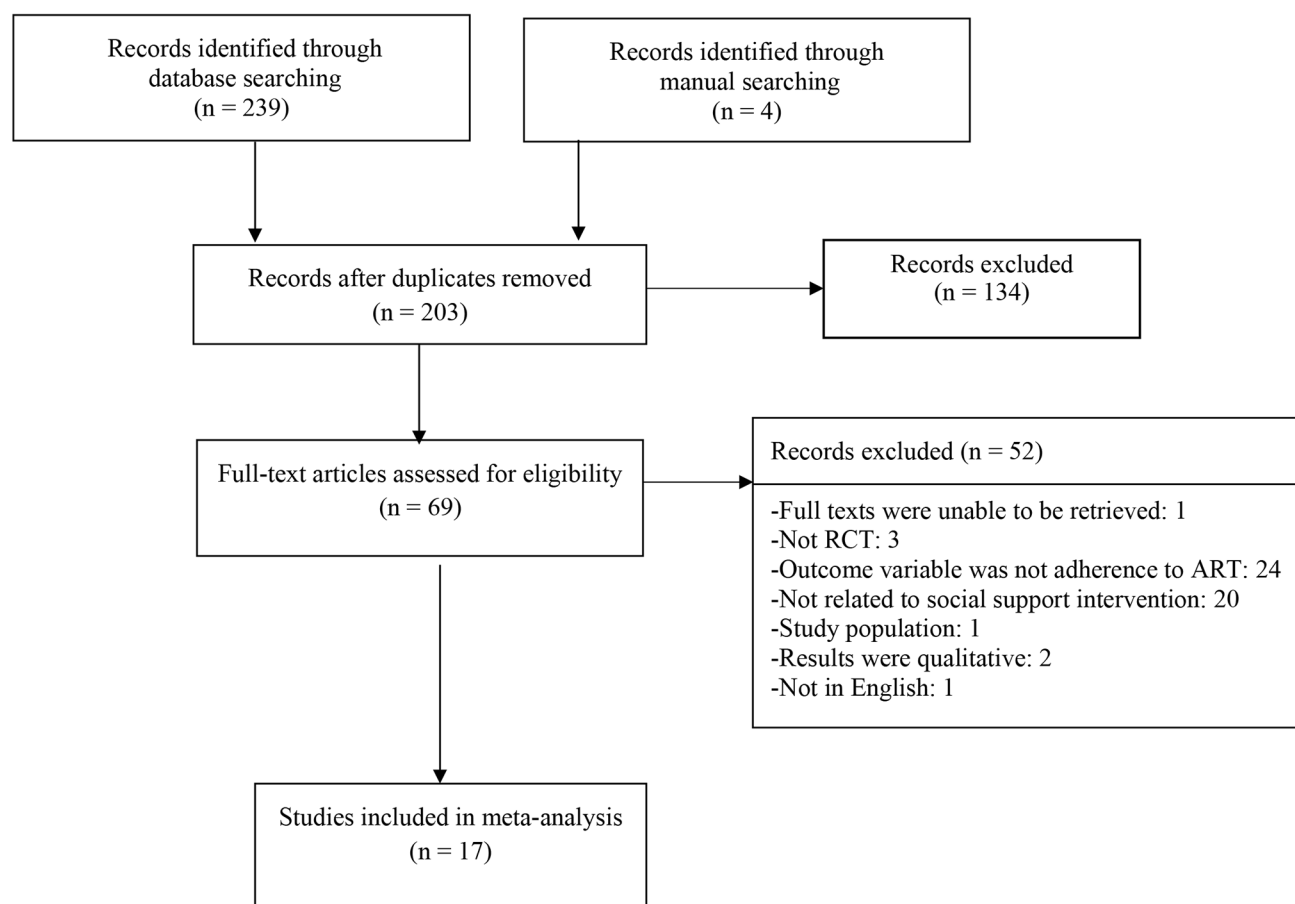 Records identified through
database searching
(n = 239)
Records identified through
manual searching
(n = 4)
Records after duplicates removed
(n = 203)
Records excluded
(n = 134)
Full-text articles assessed for eligibility
(n = 69)
Records excluded (n = 52)
-Full texts were unable to be retrieved: 1
-Not RCT: 3
-Outcome variable was not adherence to ART: 24
-Not related to social support intervention: 20
-Study population: 1
-Results were qualitative: 2
-Not in English: 1
Studies included in meta-analysis
(n = 17)